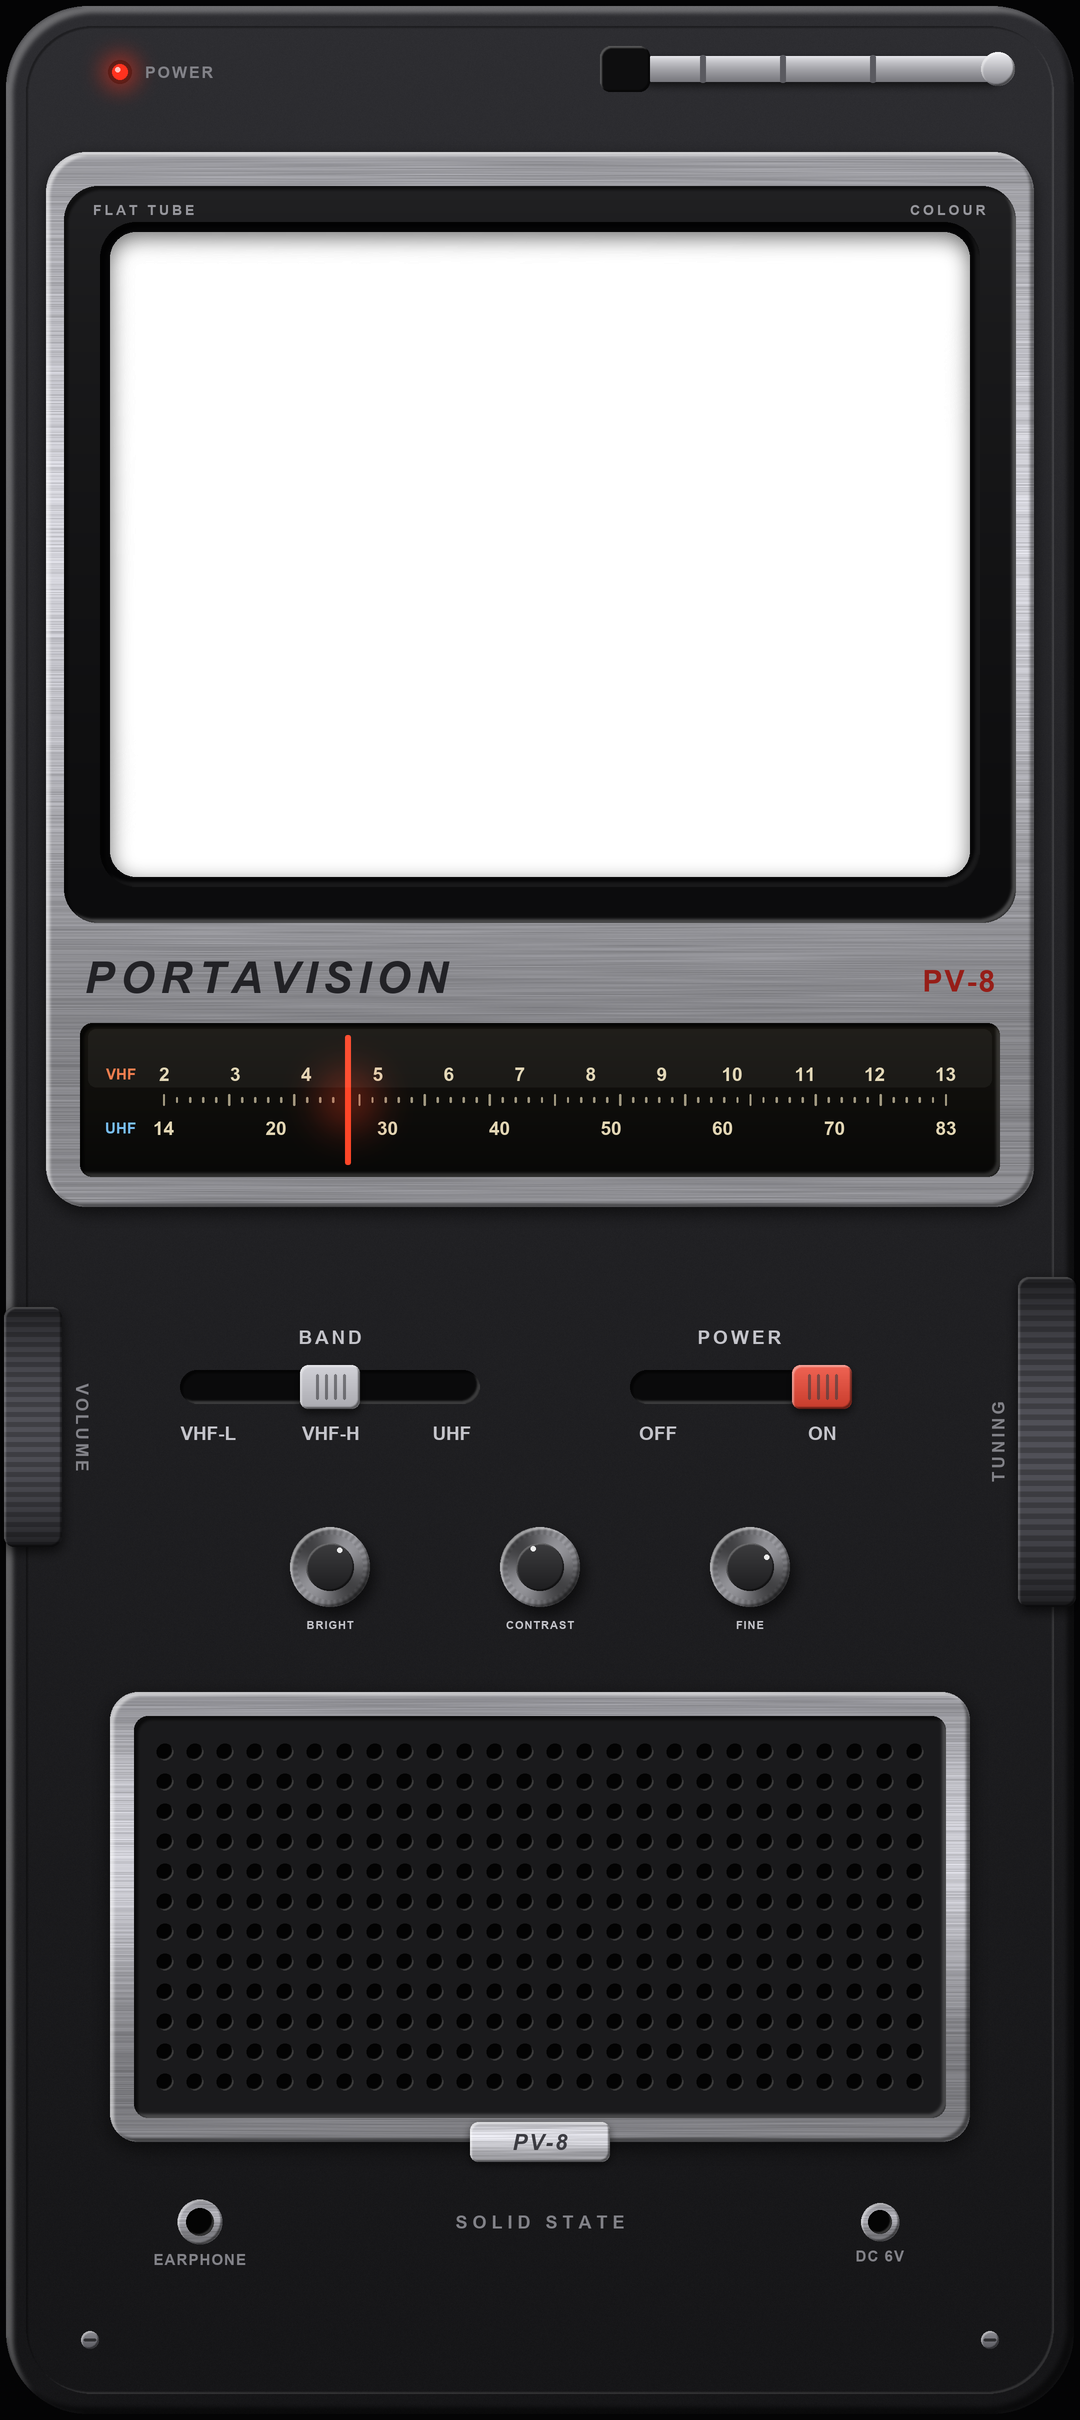 POWER
FLAT TUBE
COLOUR
PORTAVISION
PV-8
VHF 2 3 4 5 6 7 8 9 10 11 12 13
UHF 14 20 30 40 50 60 70 83
BAND
POWER
VHF-L VHF-H UHF
OFF ON
VOLUME
TUNING
BRIGHT
CONTRAST
FINE
PV-8
SOLID STATE
EARPHONE
DC 6V